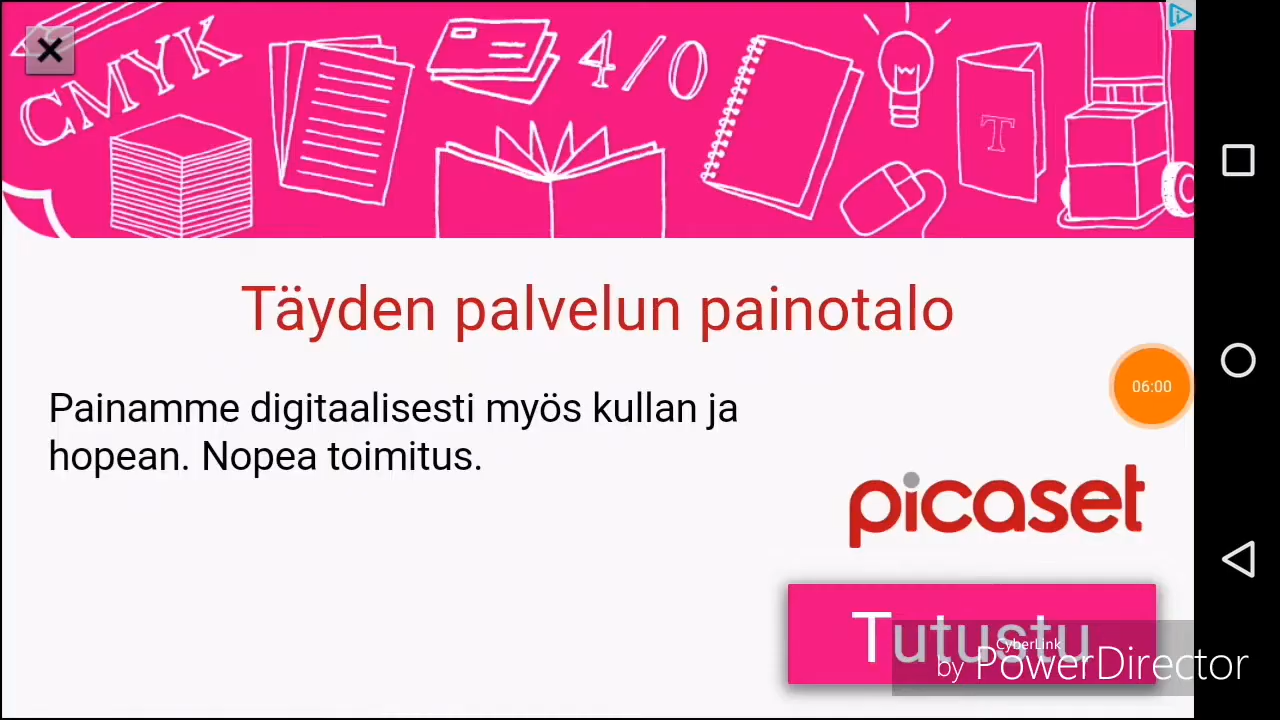 CMYK
4/0
T
Täyden palvelun painotalo
Painamme digitaalisesti myös kullan ja
hopean. Nopea toimitus.
06:00
picaset
Tutustu
CyberLink
by PowerDirector